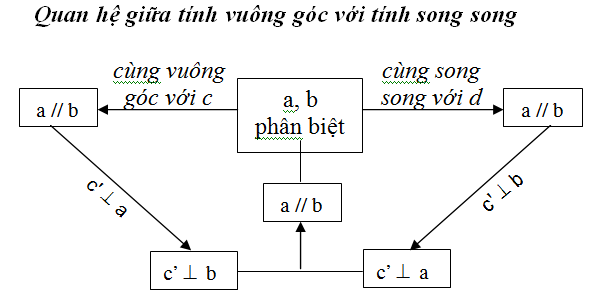 Quan hệ giữa tính vuông góc với tính song song
cùng vuông
góc với c
cùng song
song với d
a // b
a, b
phân biệt
a // b
c' ⊥ a
c' ⊥ b
a // b
c’ ⊥ b
c’ ⊥ a